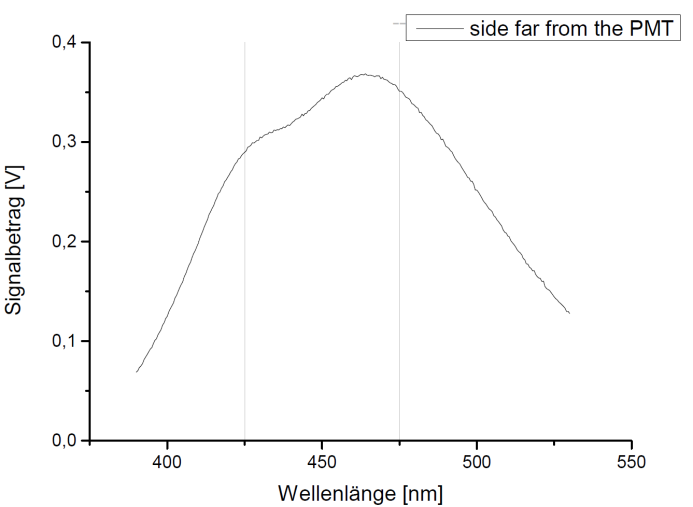 side far from the PMT
0,4
0,3
0,2
0,1
0,0
400 450 500 550
Signalbetrag [V]
Wellenlänge [nm]